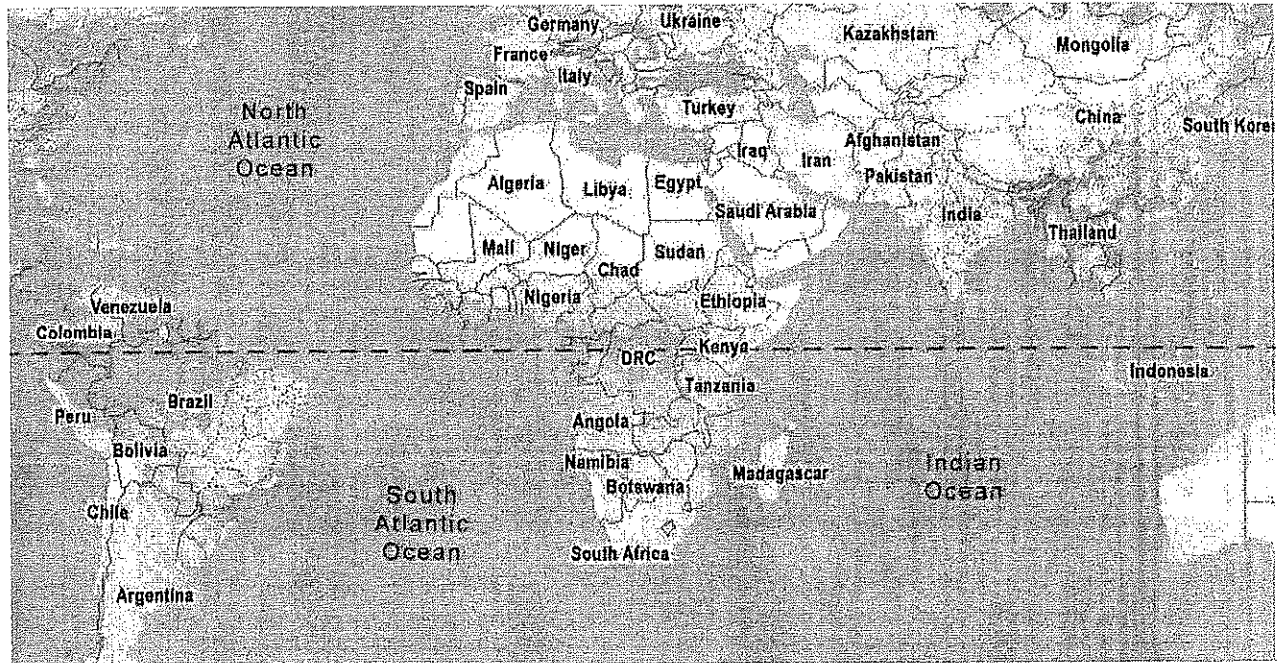 Germany
Ukraine
Kazakhstan
Mongolia
France
Italy
Spain
North
Atlantic
Ocean
Turkey
China
South Kore
Iraq
Iran
Afghanistan
Pakistan
Algeria
Libya
Egypt
Saudi Arabia
India
Thailand
Mali
Niger
Chad
Sudan
Nigeria
Ethiopia
Venezuela
Colombia
DRC
Kenya
Indonesia
Tanzania
Peru
Brazil
Angola
Bolivia
Namibia
Botswana
Madagascar
Indian
Ocean
Chile
South
Atlantic
Ocean
South Africa
Argentina